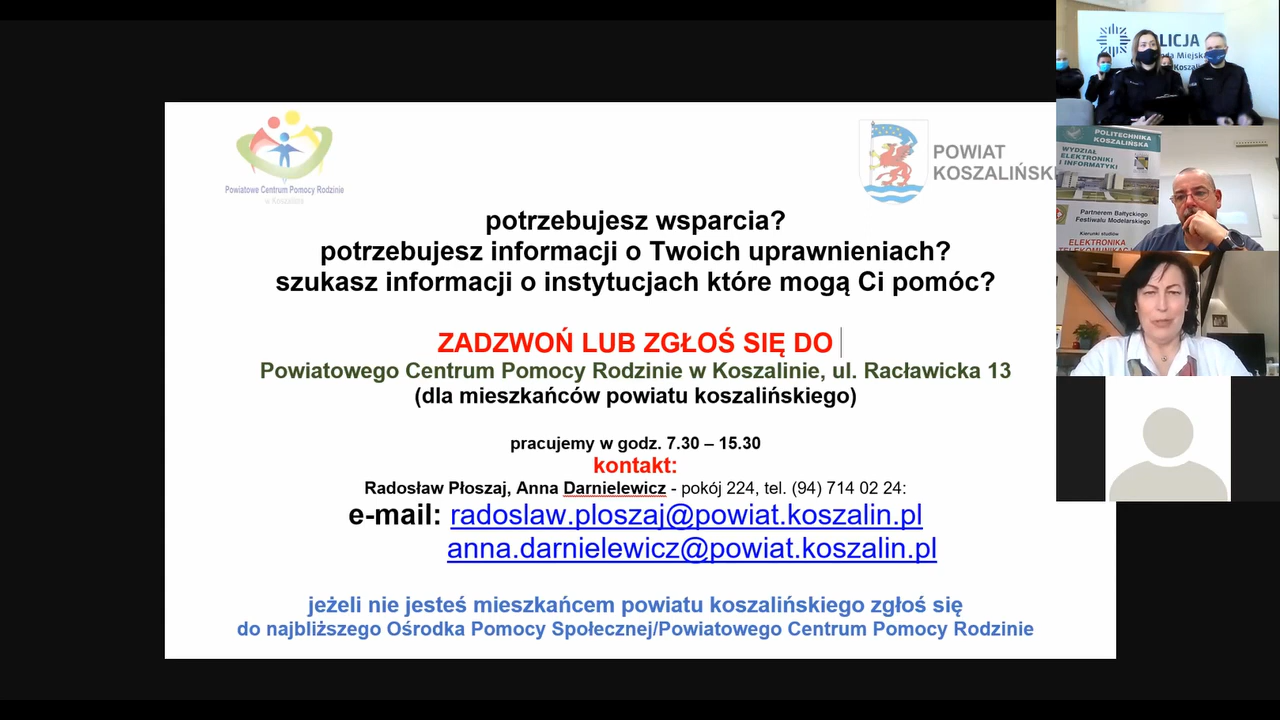 Powiatowe Centrum Pomocy Rodzinie
w Koszalinie
POWIAT
KOSZALIŃSKI
potrzebujesz wsparcia?
potrzebujesz informacji o Twoich uprawnieniach?
szukasz informacji o instytucjach które mogą Ci pomóc?
ZADZWOŃ LUB ZGŁOŚ SIĘ DO
Powiatowego Centrum Pomocy Rodzinie w Koszalinie, ul. Racławicka 13
(dla mieszkańców powiatu koszalińskiego)
pracujemy w godz. 7.30 – 15.30
kontakt:
Radosław Płoszaj, Anna Darnielewicz - pokój 224, tel. (94) 714 02 24:
e-mail: radoslaw.ploszaj@powiat.koszalin.pl
anna.darnielewicz@powiat.koszalin.pl
jeżeli nie jesteś mieszkańcem powiatu koszalińskiego zgłoś się
do najbliższego Ośrodka Pomocy Społecznej/Powiatowego Centrum Pomocy Rodzinie
POLITECHNIKA
KOSZALIŃSKA
WYDZIAŁ
ELEKTRONIKI
I INFORMATYKI
Partnerem Bałtyckiego
Festiwalu Modelarskiego
Kierunki studiów
ELEKTRONIKA